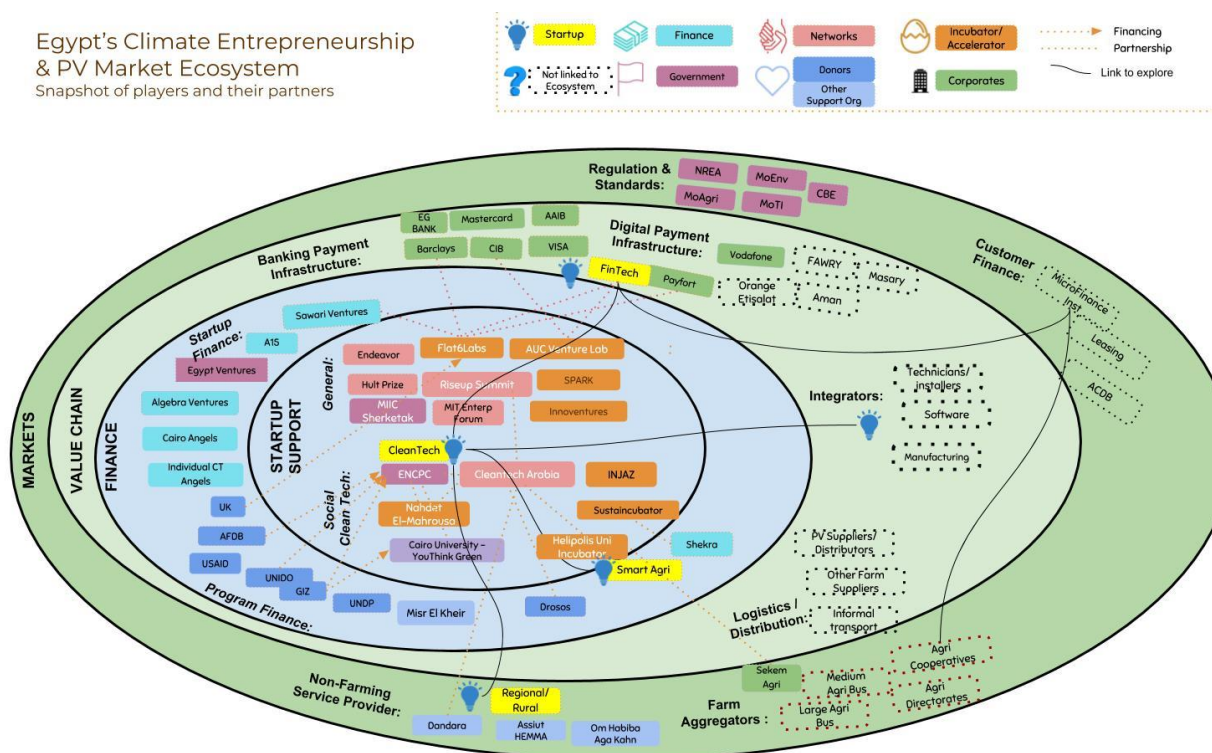 Egypt's Climate Entrepreneurship
& PV Market Ecosystem
Snapshot of players and their partners
Startup
Finance
Networks
Incubator/
Accelerator
Financing
Partnership
Link to explore
Not linked to
Ecosystem
Government
Donors
Other
Support Org
Corporates
MARKETS
VALUE CHAIN
FINANCE
STARTUP
SUPPORT
Regulation &
Standards:
NREA
MoEnv
CBE
MoAgri
MoTI
Banking Payment
Infrastructure:
EG
BANK
Mastercard
AAIB
Barclays
CIB
VISA
Digital Payment
Infrastructure:
FinTech
Payfort
Vodafone
FAWRY
Masary
Orange
Etisalat
Aman
Customer
Finance:
MicroFinance
Inst
Leasing
ACDB
Startup
Finance:
Sawari Ventures
A15
Egypt Ventures
Algebra Ventures
Cairo Angels
Individual CT
Angels
General:
Endeavor
Flat6Labs
AUC Venture Lab
Hult Prize
Riseup Summit
SPARK
MIIC
Sherketak
MIT Enterp
Forum
Innoventures
CleanTech
Social
Clean Tech:
ENCPC
Cleantech Arabia
INJAZ
Nahdet
El-Mahrousa
Sustaincubator
Cairo University -
YouThink Green
Helipolis Uni
Incubator
Shekra
Smart Agri
UK
AFDB
USAID
UNIDO
GIZ
UNDP
Misr El Kheir
Drosos
Program Finance:
Integrators:
Technicians/
installers
Software
Manufacturing
Logistics /
Distribution:
PV Suppliers/
Distributors
Other Farm
Suppliers
Informal
transport
Non-Farming
Service Provider:
Regional/
Rural
Dandara
Assiut
HEMMA
Om Habiba
Aga Kahn
Farm
Aggregators :
Sekem
Agri
Medium
Agri Bus
Large Agri
Bus
Agri
Cooperatives
Agri
Directorates